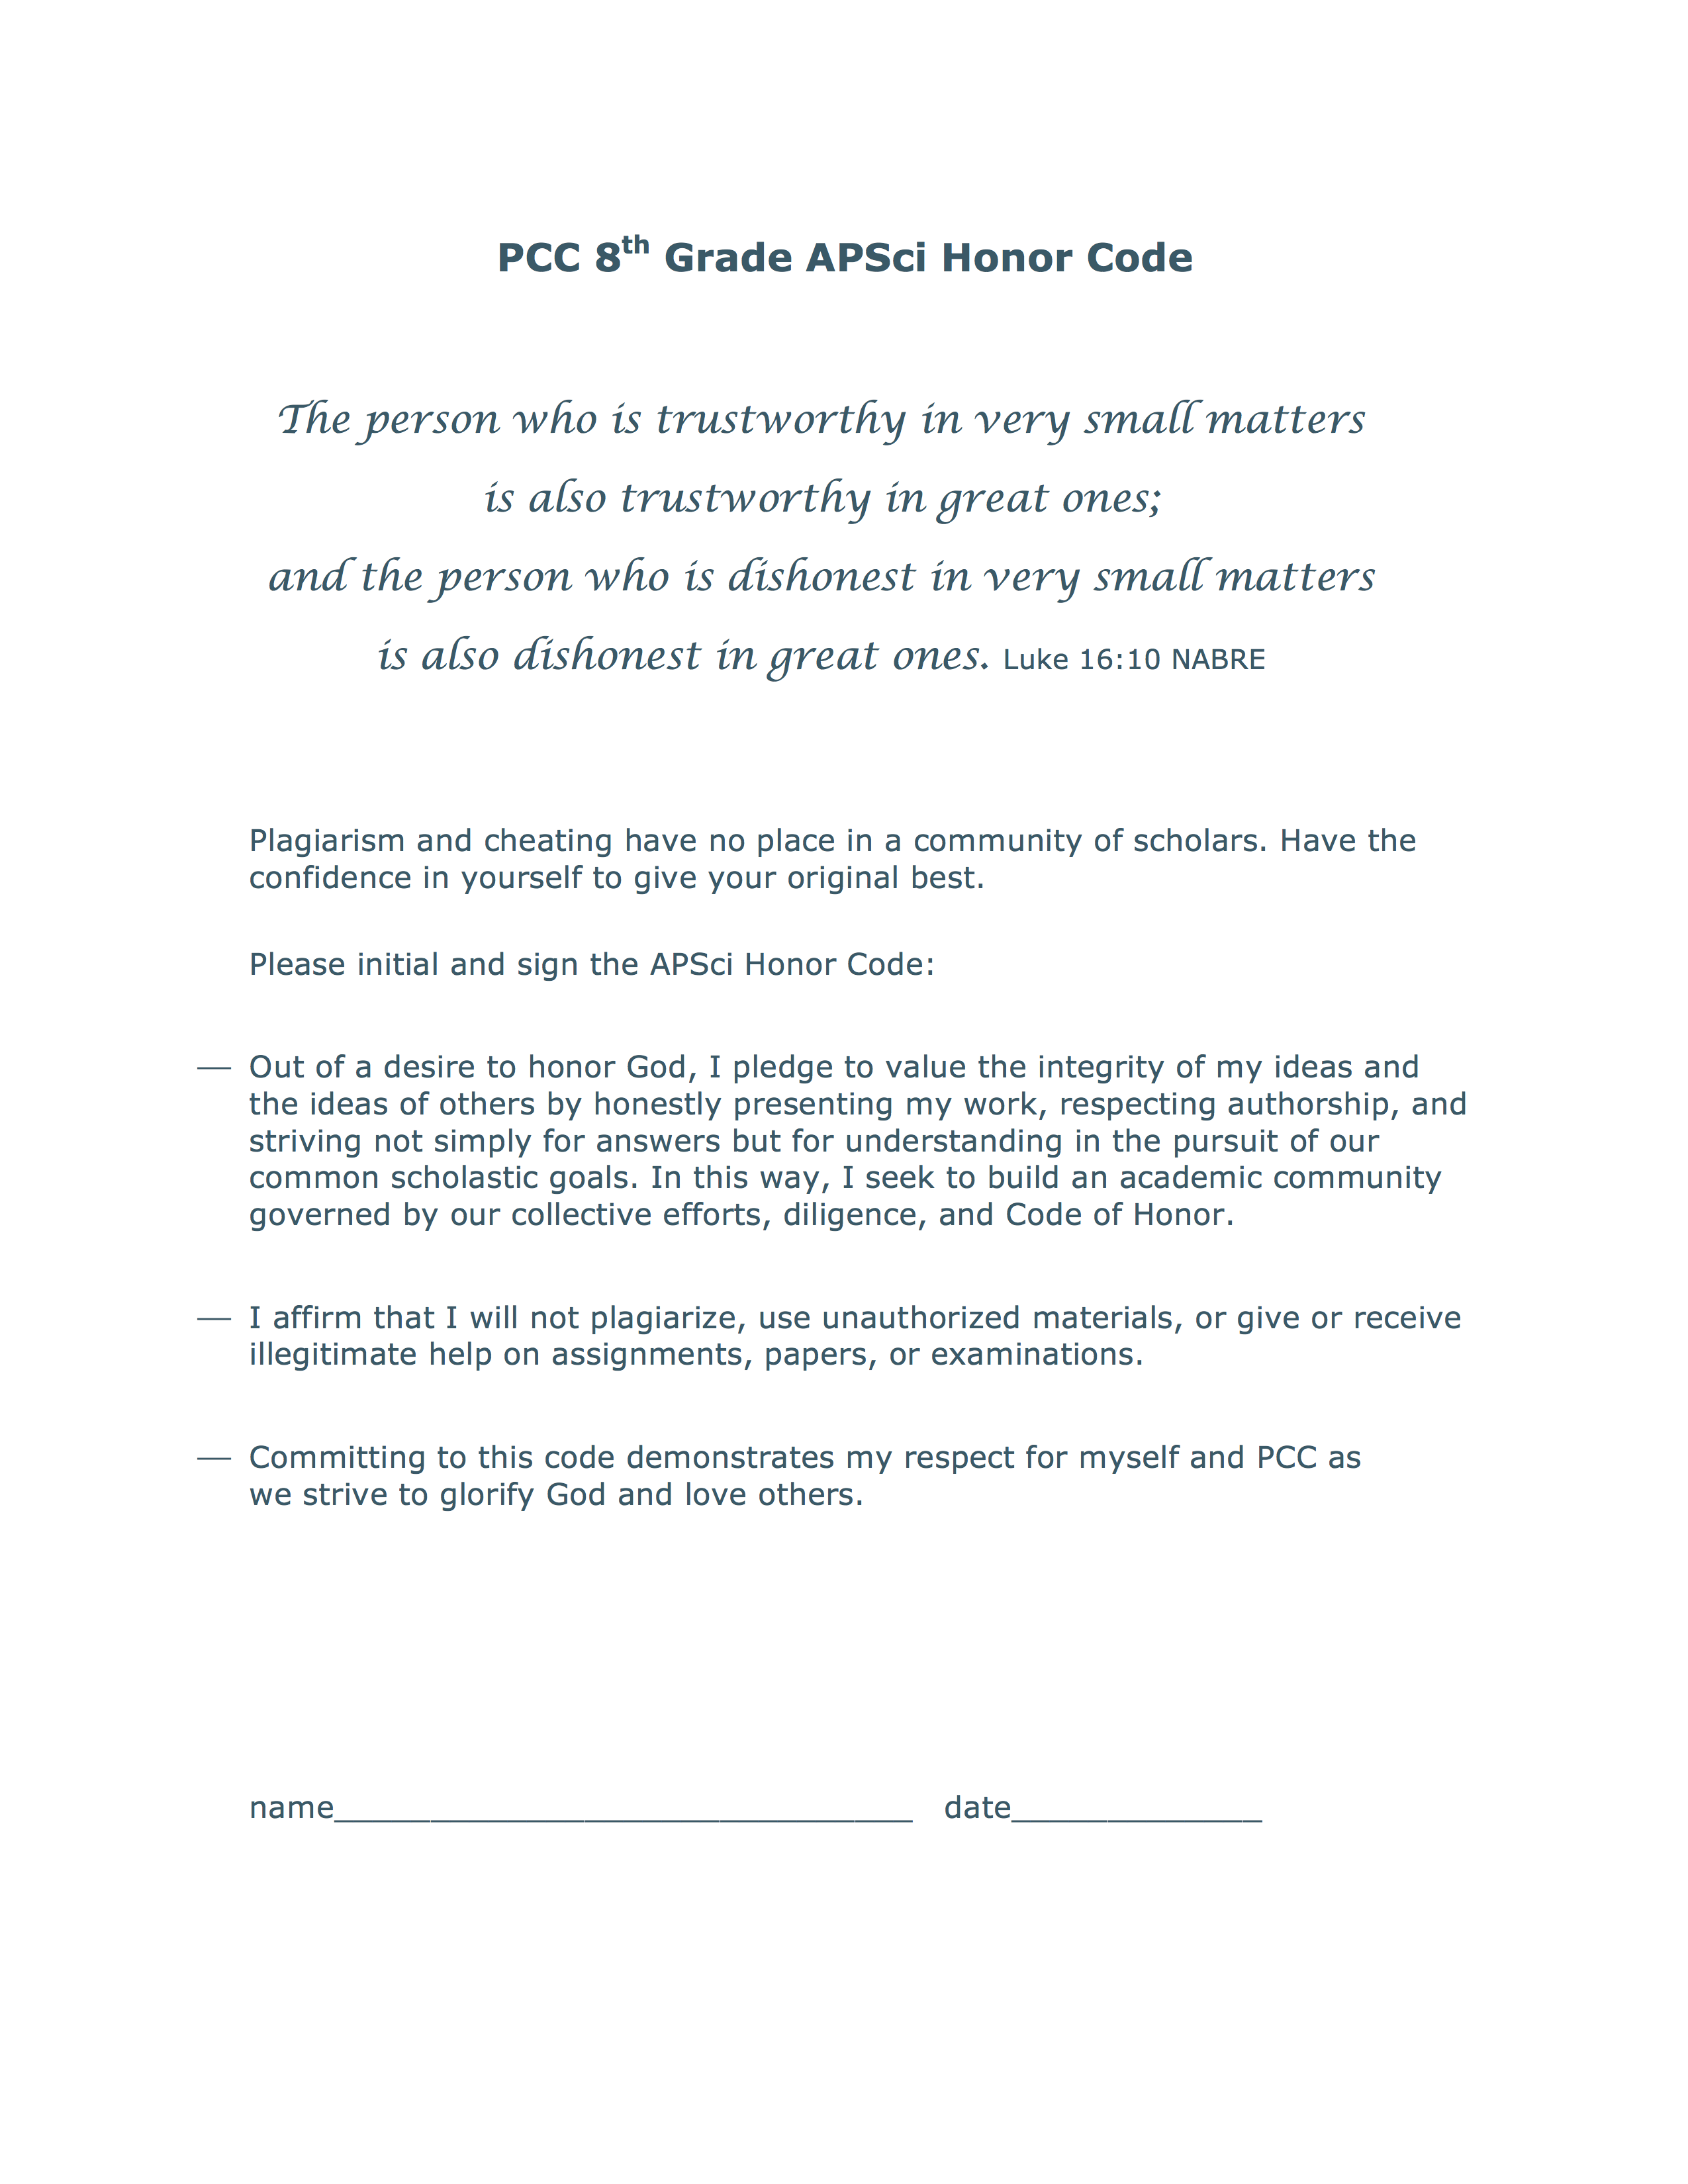 PCC 8th Grade APSci Honor Code
The person who is trustworthy in very small matters
is also trustworthy in great ones;
and the person who is dishonest in very small matters
is also dishonest in great ones. Luke 16:10 NABRE
Plagiarism and cheating have no place in a community of scholars. Have the
confidence in yourself to give your original best.
Please initial and sign the APSci Honor Code:
— Out of a desire to honor God, I pledge to value the integrity of my ideas and
the ideas of others by honestly presenting my work, respecting authorship, and
striving not simply for answers but for understanding in the pursuit of our
common scholastic goals. In this way, I seek to build an academic community
governed by our collective efforts, diligence, and Code of Honor.
— I affirm that I will not plagiarize, use unauthorized materials, or give or receive
illegitimate help on assignments, papers, or examinations.
— Committing to this code demonstrates my respect for myself and PCC as
we strive to glorify God and love others.
name______________________________ date_____________